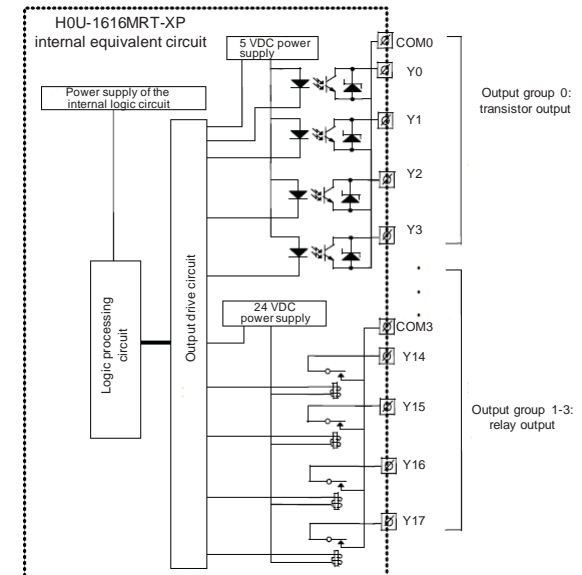 H0U-1616MRT-XP
internal equivalent circuit
5 VDC power
supply
COM0
Y0
Power supply of the
internal logic circuit
Output group 0:
transistor output
Y1
Y2
Y3
Output drive circuit
Logic processing
circuit
24 VDC
power supply
COM3
Y14
Y15
Output group 1-3:
relay output
Y16
Y17